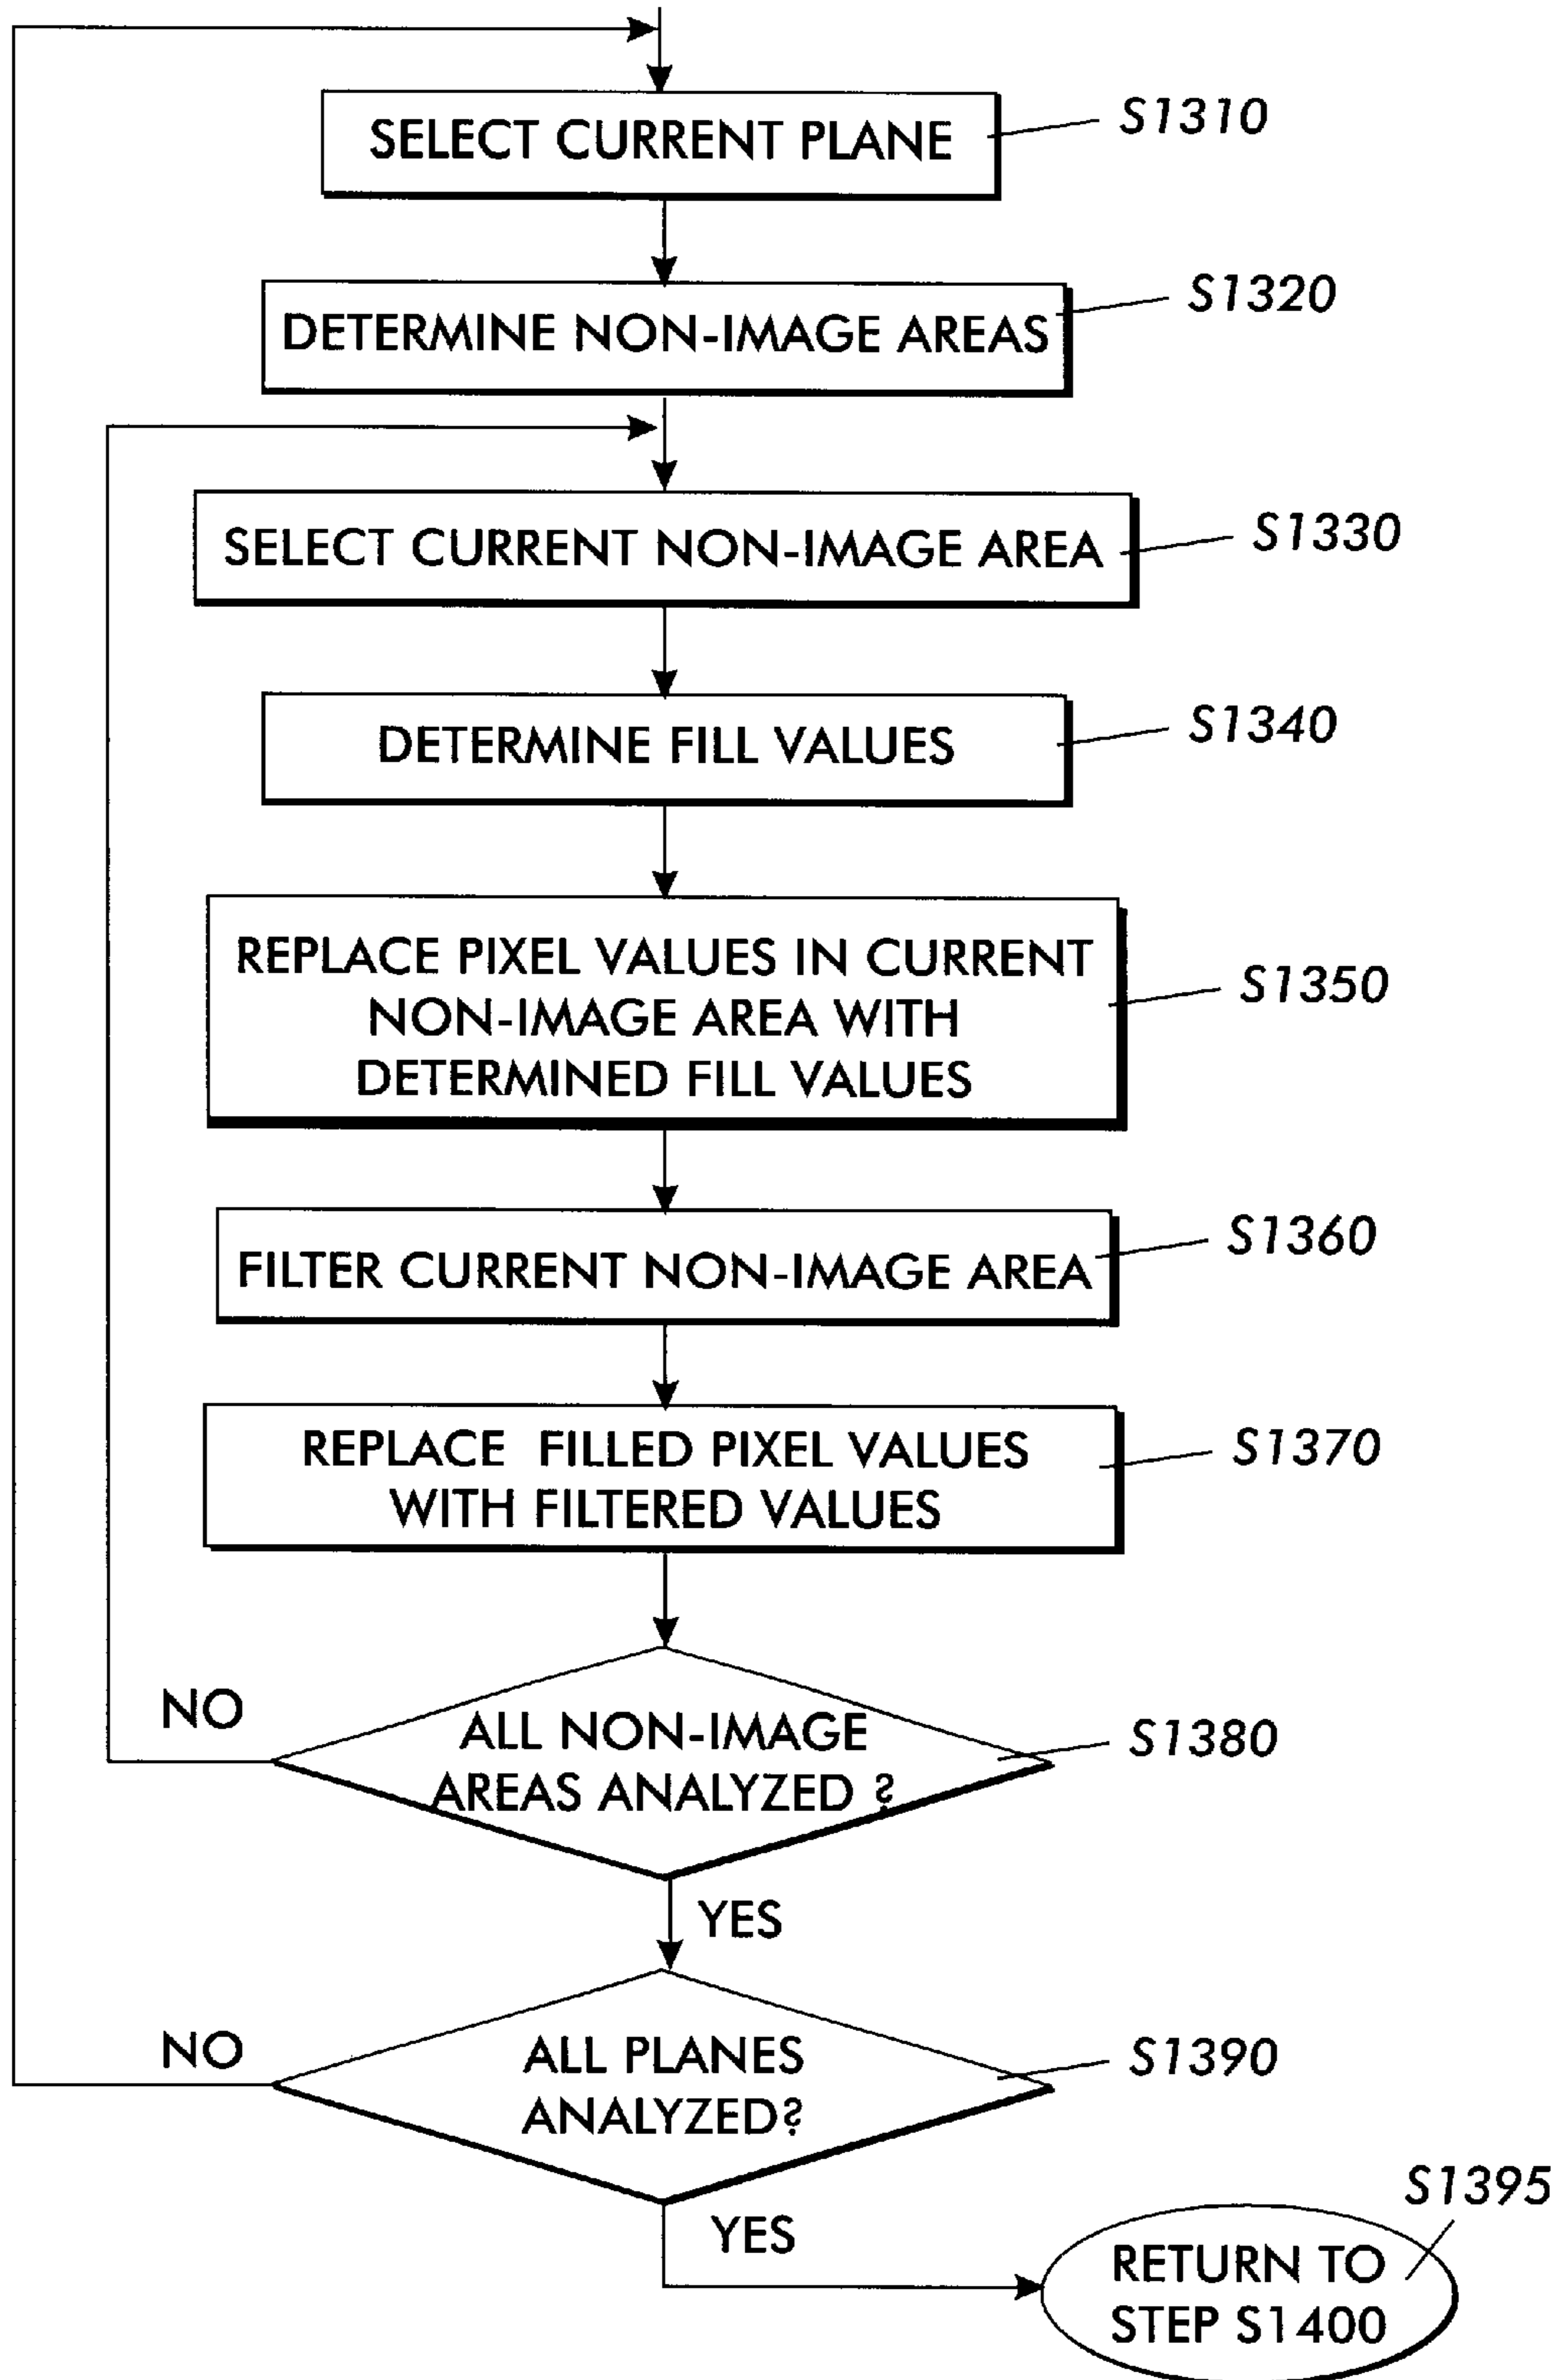 SELECT CURRENT PLANE
S1310
DETERMINE NON-IMAGE AREAS
S1320
SELECT CURRENT NON-IMAGE AREA
S1330
DETERMINE FILL VALUES
S1340
REPLACE PIXEL VALUES IN CURRENT
NON-IMAGE AREA WITH
DETERMINED FILL VALUES
S1350
FILTER CURRENT NON-IMAGE AREA
S1360
REPLACE FILLED PIXEL VALUES
WITH FILTERED VALUES
S1370
NO
ALL NON-IMAGE
AREAS ANALYZED ?
S1380
YES
NO
ALL PLANES
ANALYZED?
S1390
YES
S1395
RETURN TO
STEP S1400